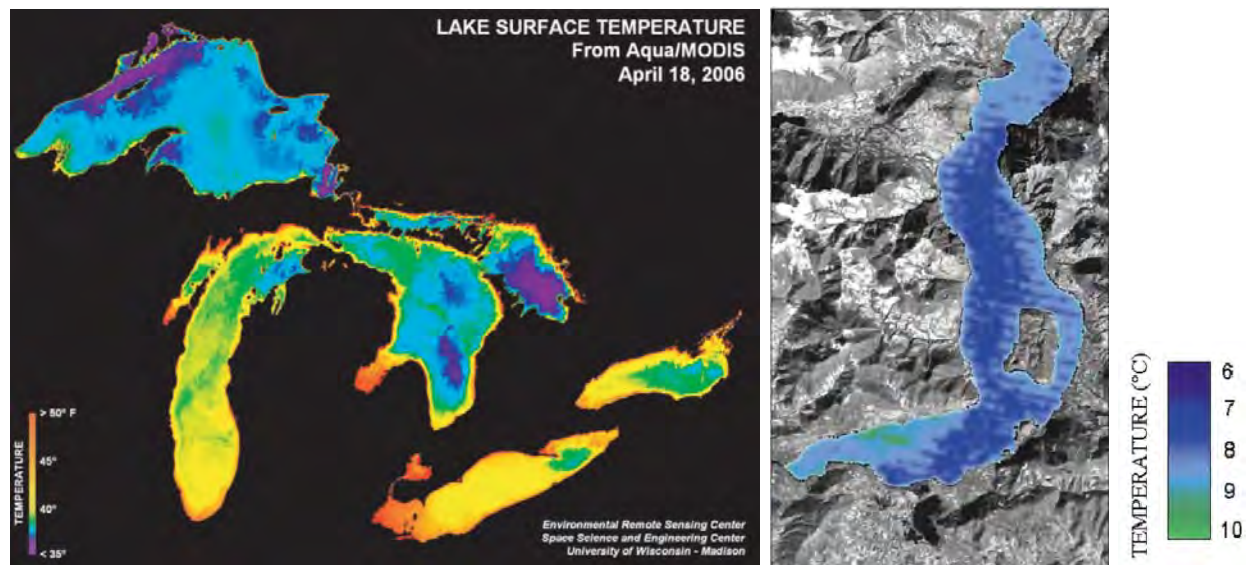 LAKE SURFACE TEMPERATURE
From Aqua/MODIS
April 18, 2006
> 50° F
45°
40°
< 35°
TEMPERATURE
Environmental Remote Sensing Center
Space Science and Engineering Center
University of Wisconsin - Madison
TEMPERATURE (°C)
6
7
8
9
10